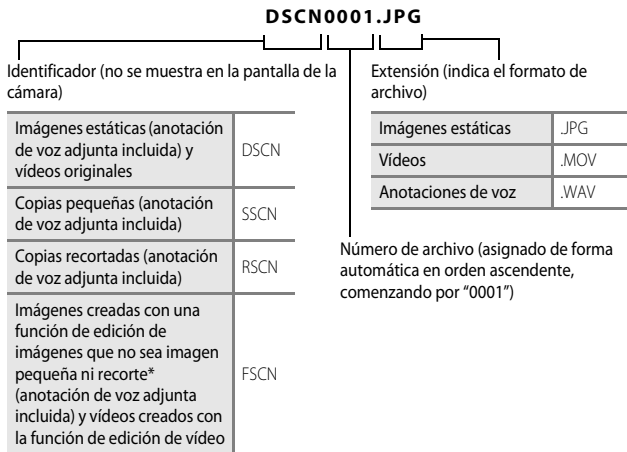 DSCN0001.JPG
Identificador (no se muestra en la pantalla de la
cámara)
Imágenes estáticas (anotación
de voz adjunta incluida) y
vídeos originales
DSCN
Copias pequeñas (anotación
de voz adjunta incluida)
SSCN
Copias recortadas (anotación
de voz adjunta incluida)
RSCN
Imágenes creadas con una
función de edición de
imágenes que no sea imagen
pequeña ni recorte*
(anotación de voz adjunta
incluida) y vídeos creados con
la función de edición de vídeo
FSCN
Extensión (indica el formato de
archivo)
Imágenes estáticas .JPG
Vídeos .MOV
Anotaciones de voz .WAV
Número de archivo (asignado de forma
automática en orden ascendente,
comenzando por “0001”)